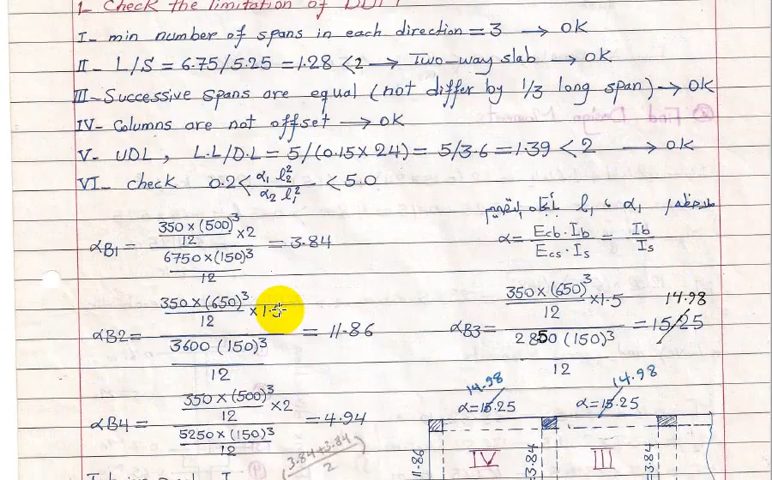 1- Check the limitation of DDM
I- min number of spans in each direction = 3 → OK
II- L/S = 6.75/5.25 = 1.28 < 2 → Two-way slab → OK
III- Successive spans are equal (not differ by 1/3 long span) → OK
IV- Columns are not offset → OK
V- UDL, L.L/D.L = 5/(0.15×24) = 5/3.6 = 1.39 < 2 → OK
VI- check 0.2 < α₁ l₂² / α₂ l₁² < 5.0
α = Ecb·Ib / Ecs·Is = Ib / Is
αB1 = (350×(500)³/12 ×2) / (6750×(150)³/12) = 3.84
αB2 = (350×(650)³/12 ×1.5) / (3600(150)³/12) = 11.86
αB3 = (350×(650)³/12 ×1.5) / (2850(150)³/12) = 15.25 14.98
αB4 = (350×(500)³/12 ×2) / (5250×(150)³/12) = 4.94
(3.84+3.84)/2
14.98 14.98
α=15.25 α=15.25
11.86 IV 3.84 III 3.84